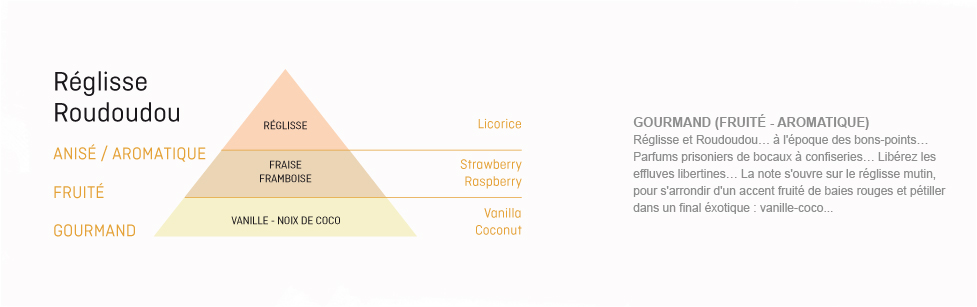 Réglisse
Roudoudou
ANISÉ / AROMATIQUE
FRUITÉ
GOURMAND
RÉGLISSE
FRAISE
FRAMBOISE
VANILLE - NOIX DE COCO
Licorice
Strawberry
Raspberry
Vanilla
Coconut
GOURMAND (FRUITÉ - AROMATIQUE)
Réglisse et Roudoudou… à l'époque des bons-points…
Parfums prisoniers de bocaux à confiseries… Libérez les
effluves libertines… La note s'ouvre sur le réglisse mutin,
pour s'arrondir d'un accent fruité de baies rouges et pétiller
dans un final éxotique : vanille-coco...